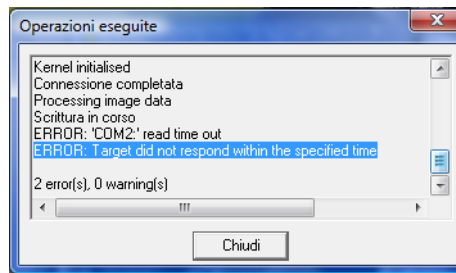 Operazioni eseguite
Kernel initialised
Connessione completata
Processing image data
Scrittura in corso
ERROR: 'COM2:' read time out
ERROR: Target did not respond within the specified time
2 error(s), 0 warning(s)
Chiudi